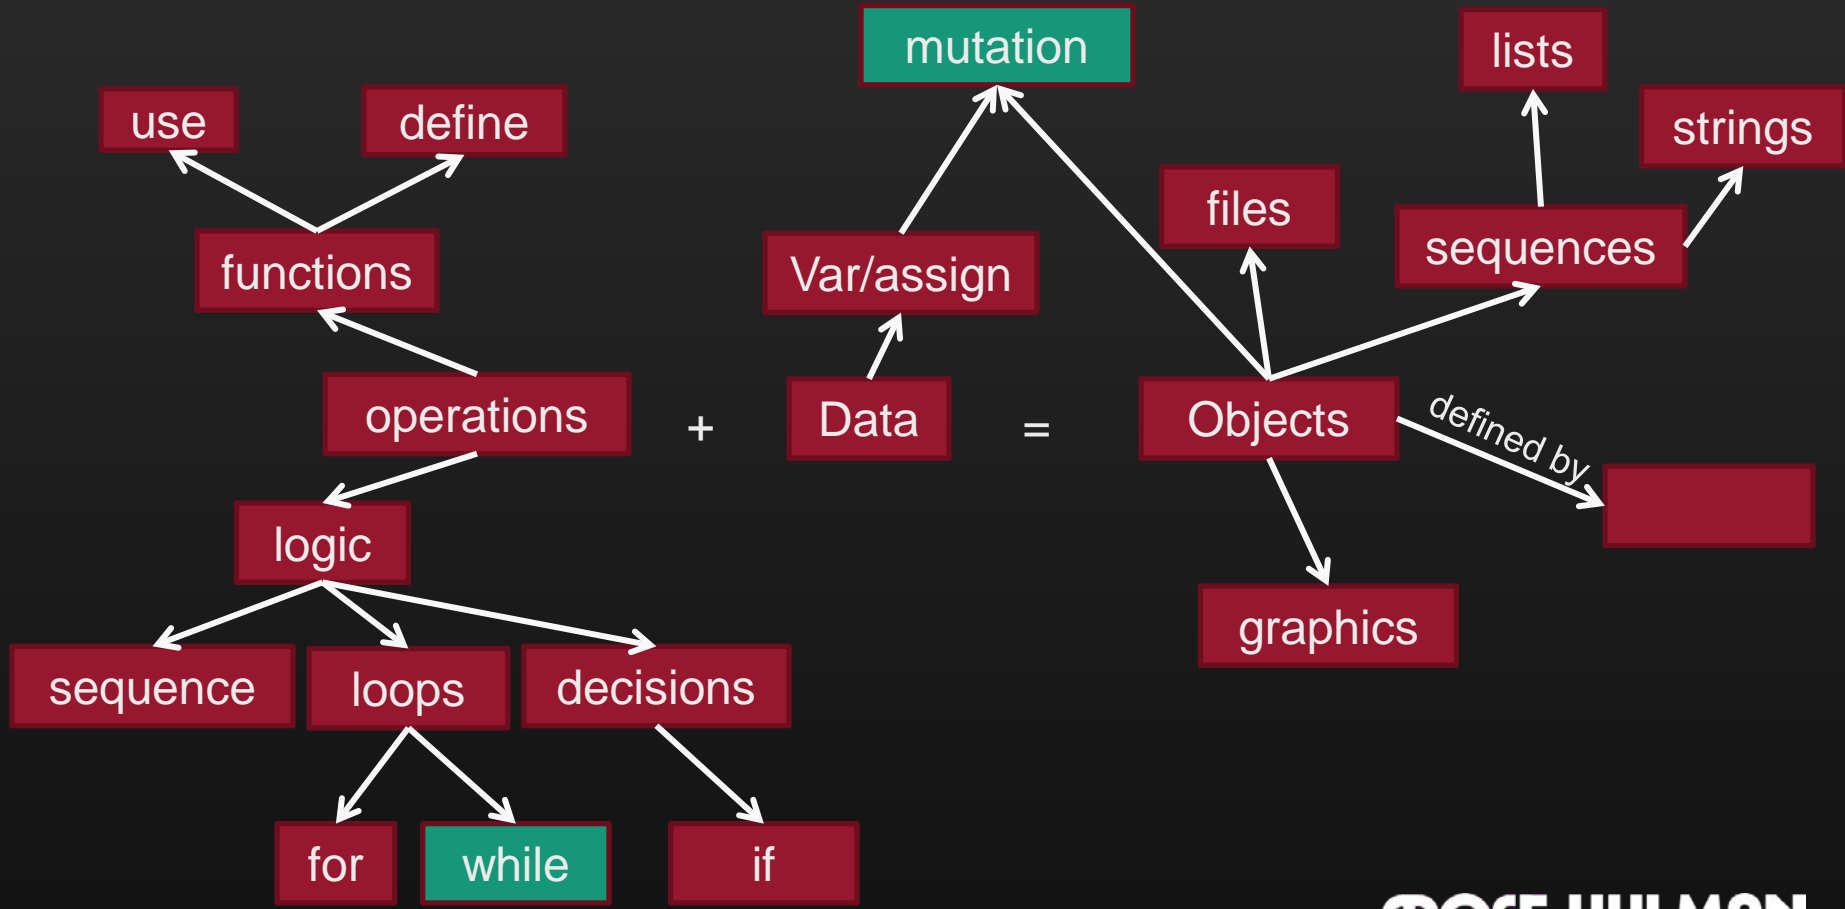 mutation
lists
use
define
strings
files
functions
Var/assign
sequences
operations
+
Data
=
Objects
defined by
logic
graphics
sequence
loops
decisions
for
while
if